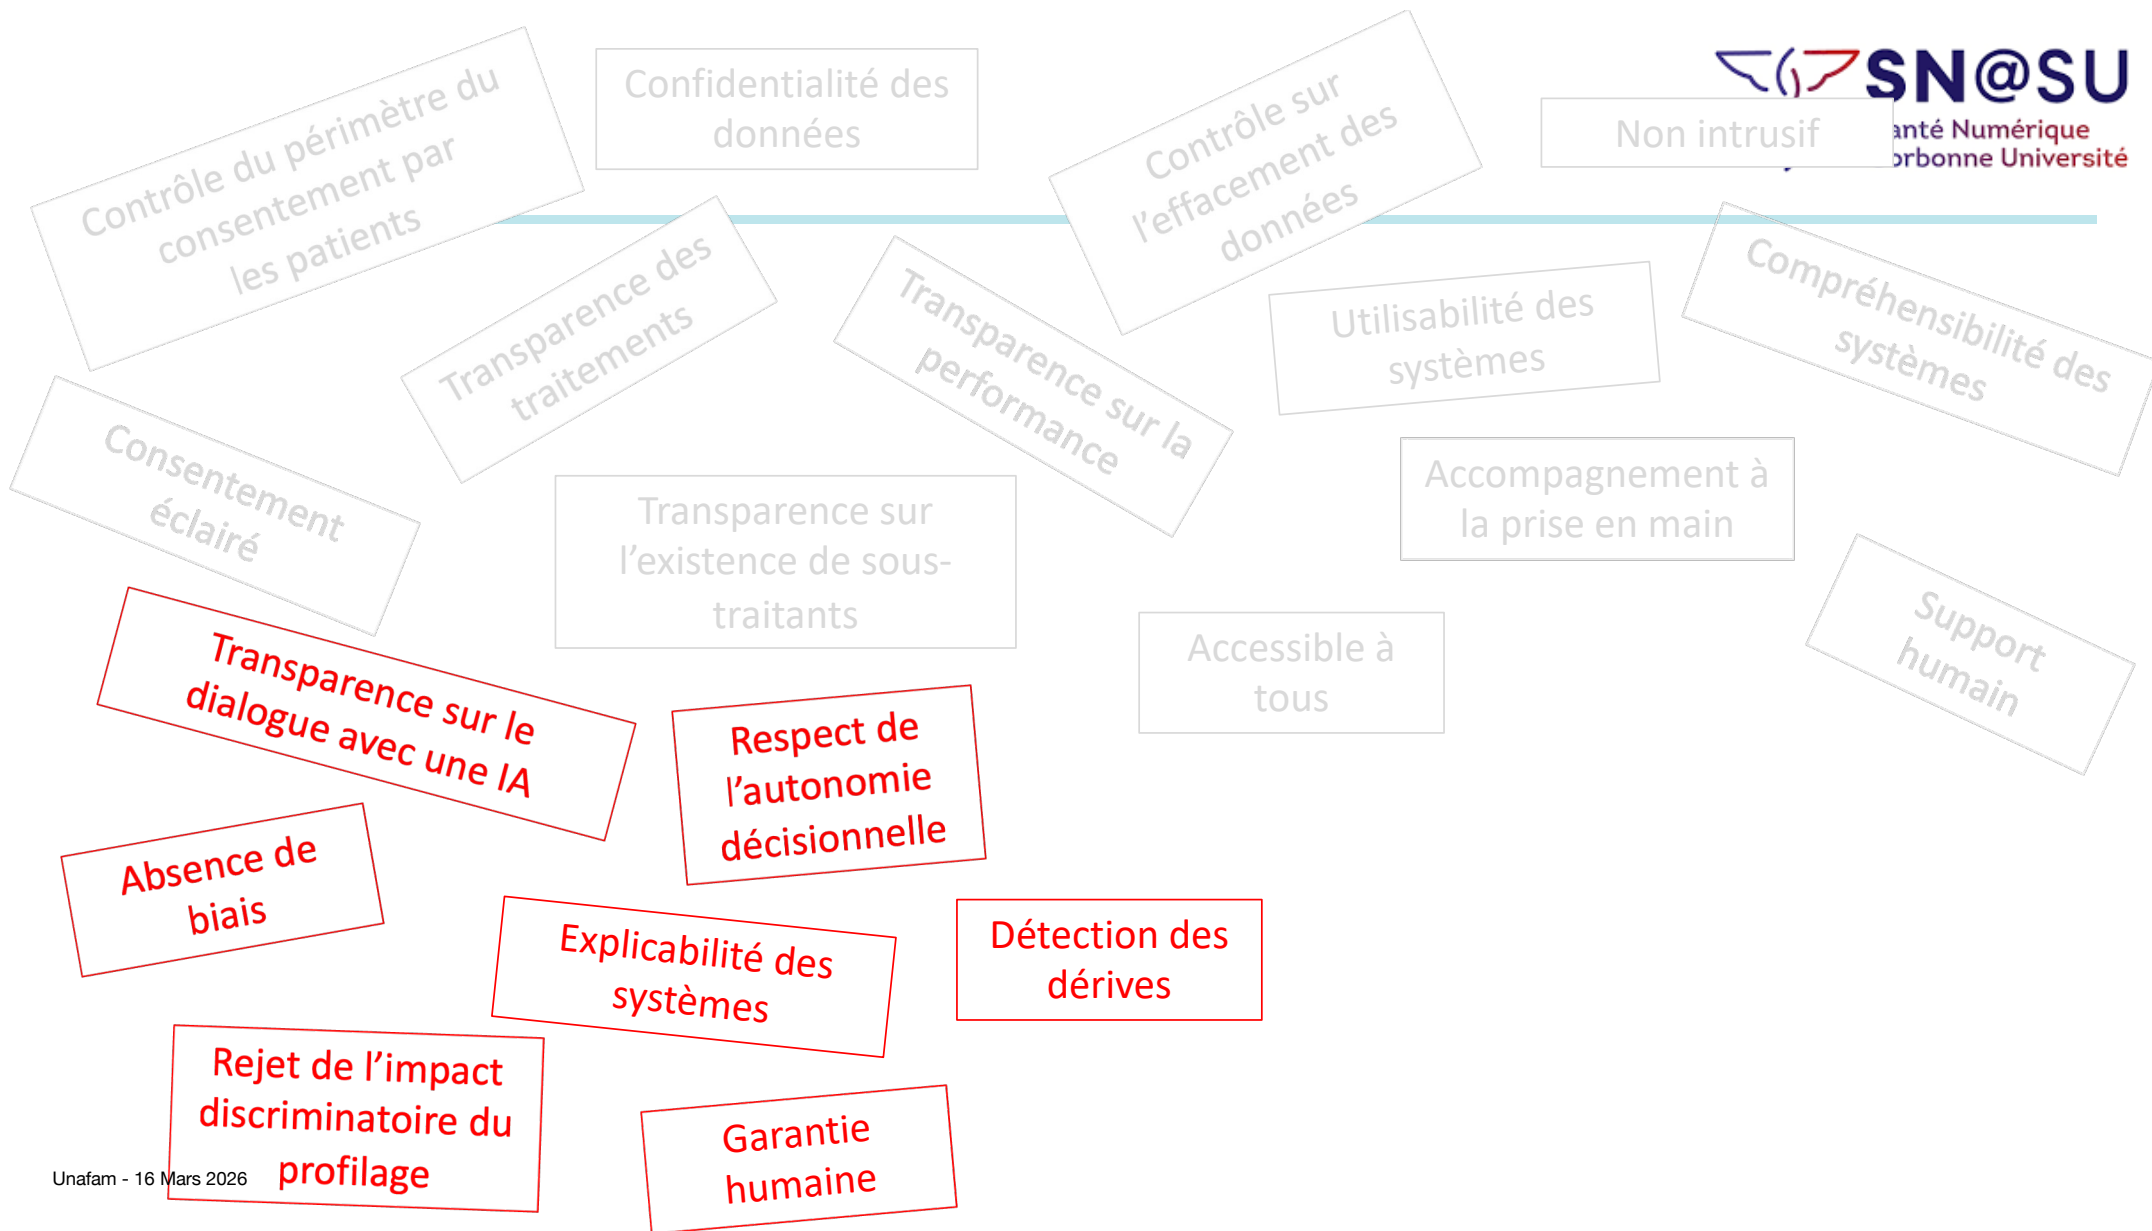 Contrôle du périmètre du
consentement par
les patients
Confidentialité des
données
Contrôle sur
l'effacement des
données
Non intrusif
SN@SU
anté Numérique
orbonne Université
Transparence des
traitements
Transparence sur la
performance
Utilisabilité des
systèmes
Compréhensibilité des
systèmes
Consentement
éclairé
Transparence sur
l'existence de sous-
traitants
Accompagnement à
la prise en main
Accessible à
tous
Support
humain
Transparence sur le
dialogue avec une IA
Respect de
l'autonomie
décisionnelle
Absence de
biais
Explicabilité des
systèmes
Détection des
dérives
Rejet de l'impact
discriminatoire du
profilage
Garantie
humaine
Unafam - 16 Mars 2026